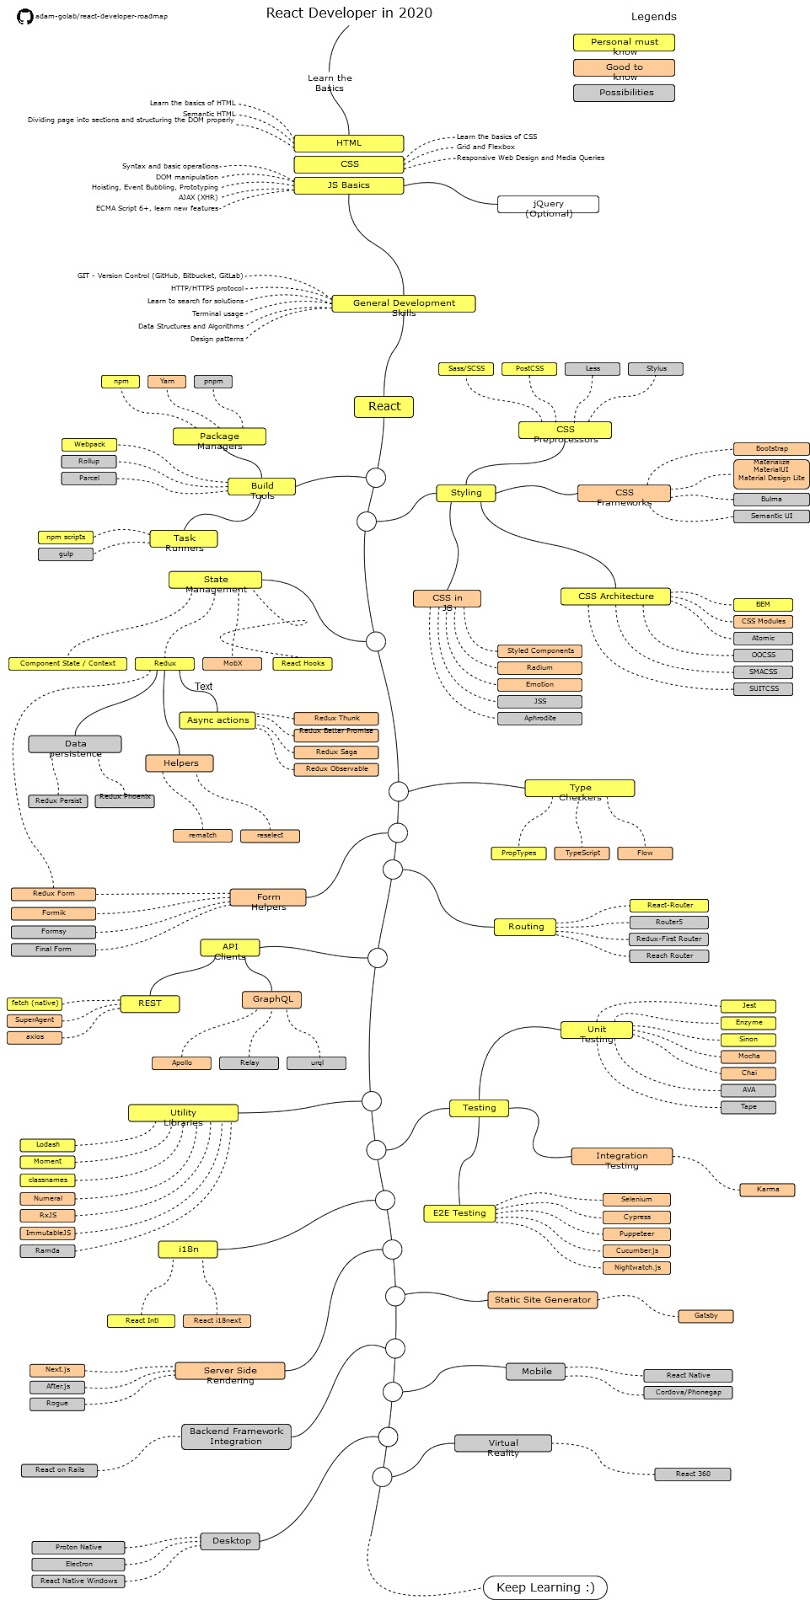 adam-golab/react-developer-roadmap
React Developer in 2020
Legends
Personal must
know
Good to
know
Possibilities
Learn the
Basics
Learn the basics of HTML
Semantic HTML
Dividing page into sections and structuring the DOM properly
HTML
CSS
Learn the basics of CSS
Grid and Flexbox
Responsive Web Design and Media Queries
Syntax and basic operations
DOM manipulation
Hoisting, Event Bubbling, Prototyping
AJAX (XHR)
ECMA Script 6+, learn new features
JS Basics
jQuery
(Optional)
GIT - Version Control (GitHub, Bitbucket, GitLab)
HTTP/HTTPS protocol
Learn to search for solutions
Terminal usage
Data Structures and Algorithms
Design patterns
General Development
Skills
React
npm
Yarn
pnpm
Package
Managers
Webpack
Rollup
Parcel
Build
Tools
npm scripts
gulp
Task
Runners
Sass/SCSS
PostCSS
Less
Stylus
CSS
Preprocessors
Styling
CSS
Frameworks
Bootstrap
Materialize
MaterialUI
Material Design Lite
Bulma
Semantic UI
CSS in
JS
Styled Components
Radium
Emotion
JSS
Aphrodite
CSS Architecture
BEM
CSS Modules
Atomic
OOCSS
SMACSS
SUITCSS
State
Management
Component State / Context
Redux
MobX
React Hooks
Text
Async actions
Redux Thunk
Redux Better Promise
Redux Saga
Redux Observable
Data
persistence
Redux Persist
Redux Phoenix
Helpers
rematch
reselect
Type
Checkers
PropTypes
TypeScript
Flow
Form
Helpers
Redux Form
Formik
Formsy
Final Form
Routing
React-Router
Router5
Redux-First Router
Reach Router
API
Clients
REST
fetch (native)
SuperAgent
axios
GraphQL
Apollo
Relay
urql
Unit
Testing
Jest
Enzyme
Sinon
Mocha
Chai
AVA
Tape
Testing
Integration
Testing
Karma
E2E Testing
Selenium
Cypress
Puppeteer
Cucumber.js
Nightwatch.js
Utility
Libraries
Lodash
Moment
classnames
Numeral
RxJS
ImmutableJS
Ramda
i18n
React Intl
React i18next
Static Site Generator
Gatsby
Server Side
Rendering
Next.js
After.js
Rogue
Mobile
React Native
Cordova/Phonegap
Backend Framework
Integration
React on Rails
Virtual
Reality
React 360
Desktop
Proton Native
Electron
React Native Windows
Keep Learning :)